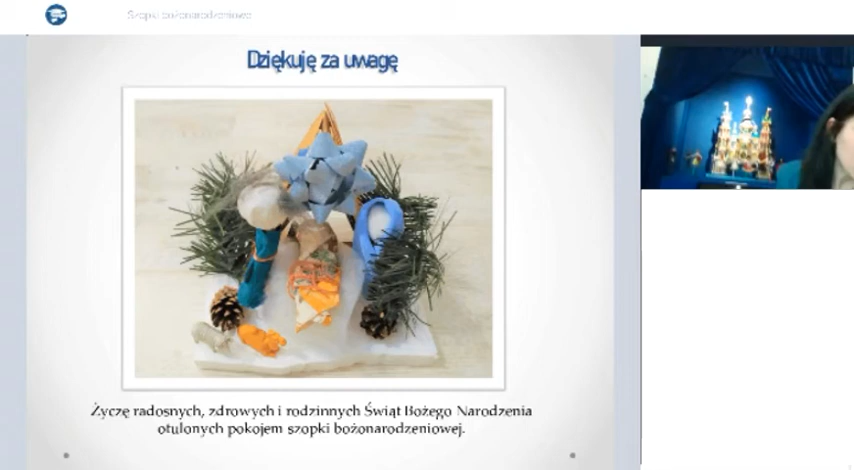 Szopki bożonarodzeniowe
Dziękuję za uwagę
Życzę radosnych, zdrowych i rodzinnych Świąt Bożego Narodzenia
otulonych pokojem szopki bożonarodzeniowej.